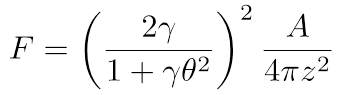 F = \left( \frac{2\gamma}{1 + \gamma\theta^2} \right)^2 \frac{A}{4\pi z^2}